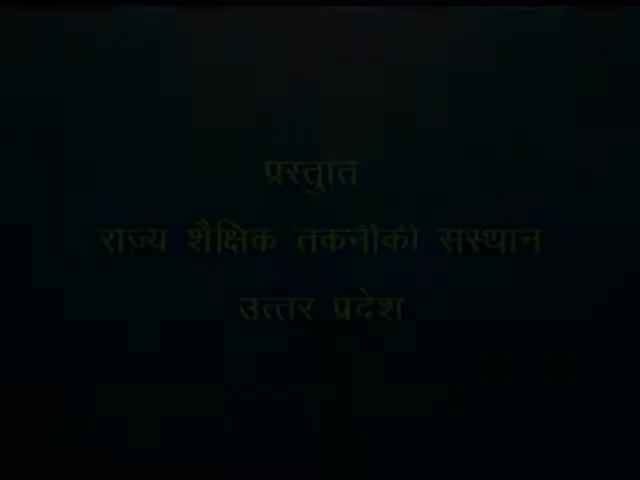 प्रस्तुति
राज्य शैक्षिक तकनीकी संस्थान
उत्तर प्रदेश